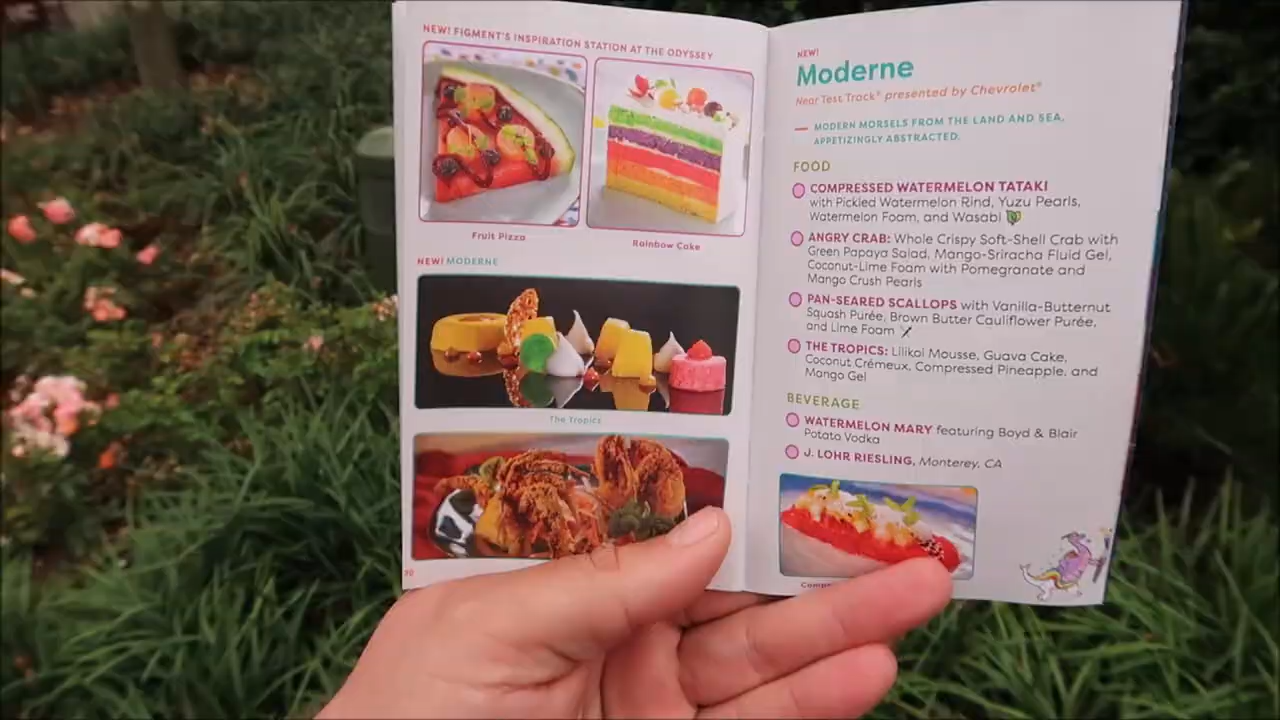 NEW! FIGMENT'S INSPIRATION STATION AT THE ODYSSEY
Fruit Pizza
Rainbow Cake
NEW! MODERNE
The Tropics
NEW!
Moderne
Near Test Track® presented by Chevrolet®
MODERN MORSELS FROM THE LAND AND SEA,
APPETIZINGLY ABSTRACTED.
FOOD
COMPRESSED WATERMELON TATAKI
with Pickled Watermelon Rind, Yuzu Pearls,
Watermelon Foam, and Wasabi
ANGRY CRAB: Whole Crispy Soft-Shell Crab with
Green Papaya Salad, Mango-Sriracha Fluid Gel,
Coconut-Lime Foam with Pomegranate and
Mango Crush Pearls
PAN-SEARED SCALLOPS with Vanilla-Butternut
Squash Purée, Brown Butter Cauliflower Purée,
and Lime Foam
THE TROPICS: Lilikoi Mousse, Guava Cake,
Coconut Crémeux, Compressed Pineapple, and
Mango Gel
BEVERAGE
WATERMELON MARY featuring Boyd & Blair
Potato Vodka
J. LOHR RIESLING, Monterey, CA